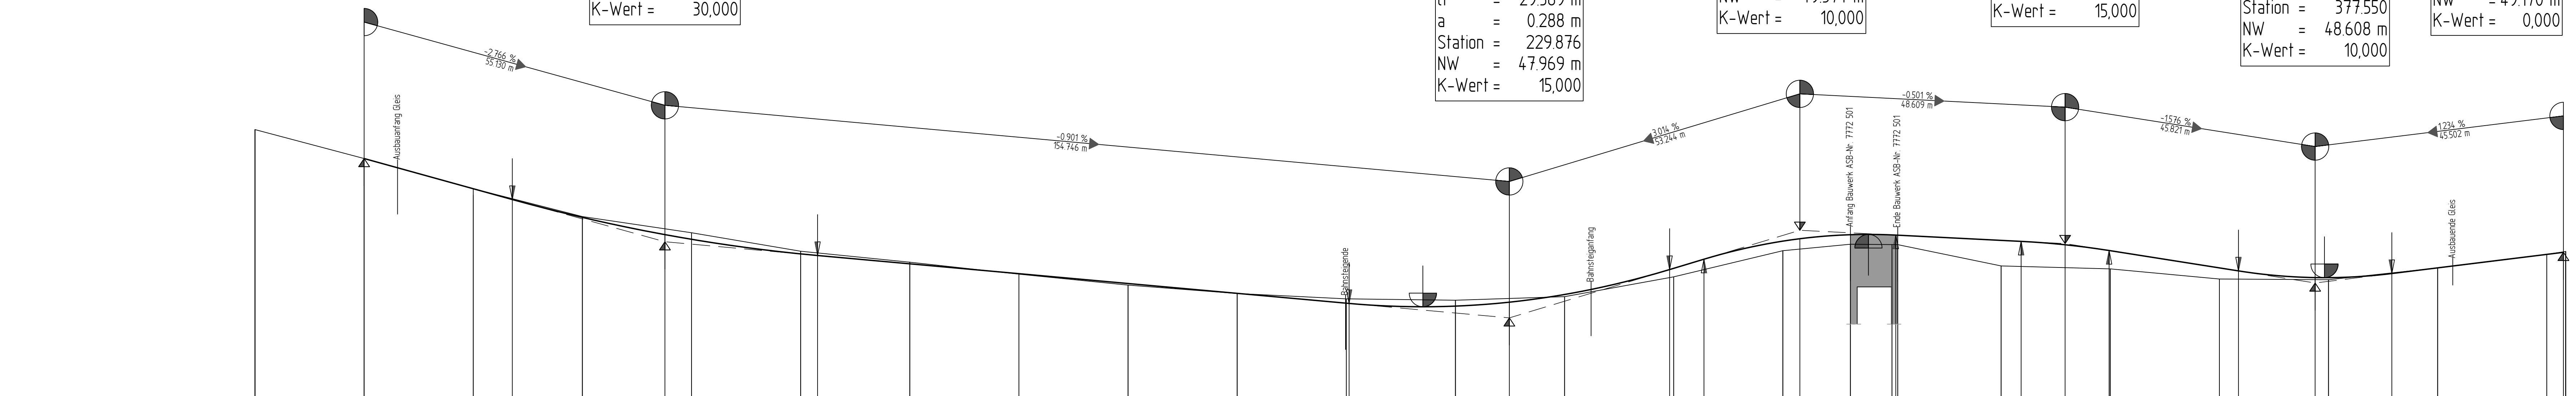 K-Wert = 30,000
a = 0.288 m
Station = 229.876
NW = 47.969 m
K-Wert = 15,000
K-Wert = 10,000
K-Wert = 15,000
Station = 377.550
NW = 48.608 m
K-Wert = 10,000
K-Wert = 0,000
-2.766 %
55.130 m
Ausbauanfang Gleis
-0.901 %
154.746 m
Bahnsteigende
Bahnsteiganfang
3.014 %
53.244 m
Anfang Bauwerk ASB-Nr 7772 501
Ende Bauwerk ASB-Nr 7772 501
-0.501 %
48.609 m
-1.576 %
45.821 m
1.234 %
45.502 m
Ausbauende Gleis